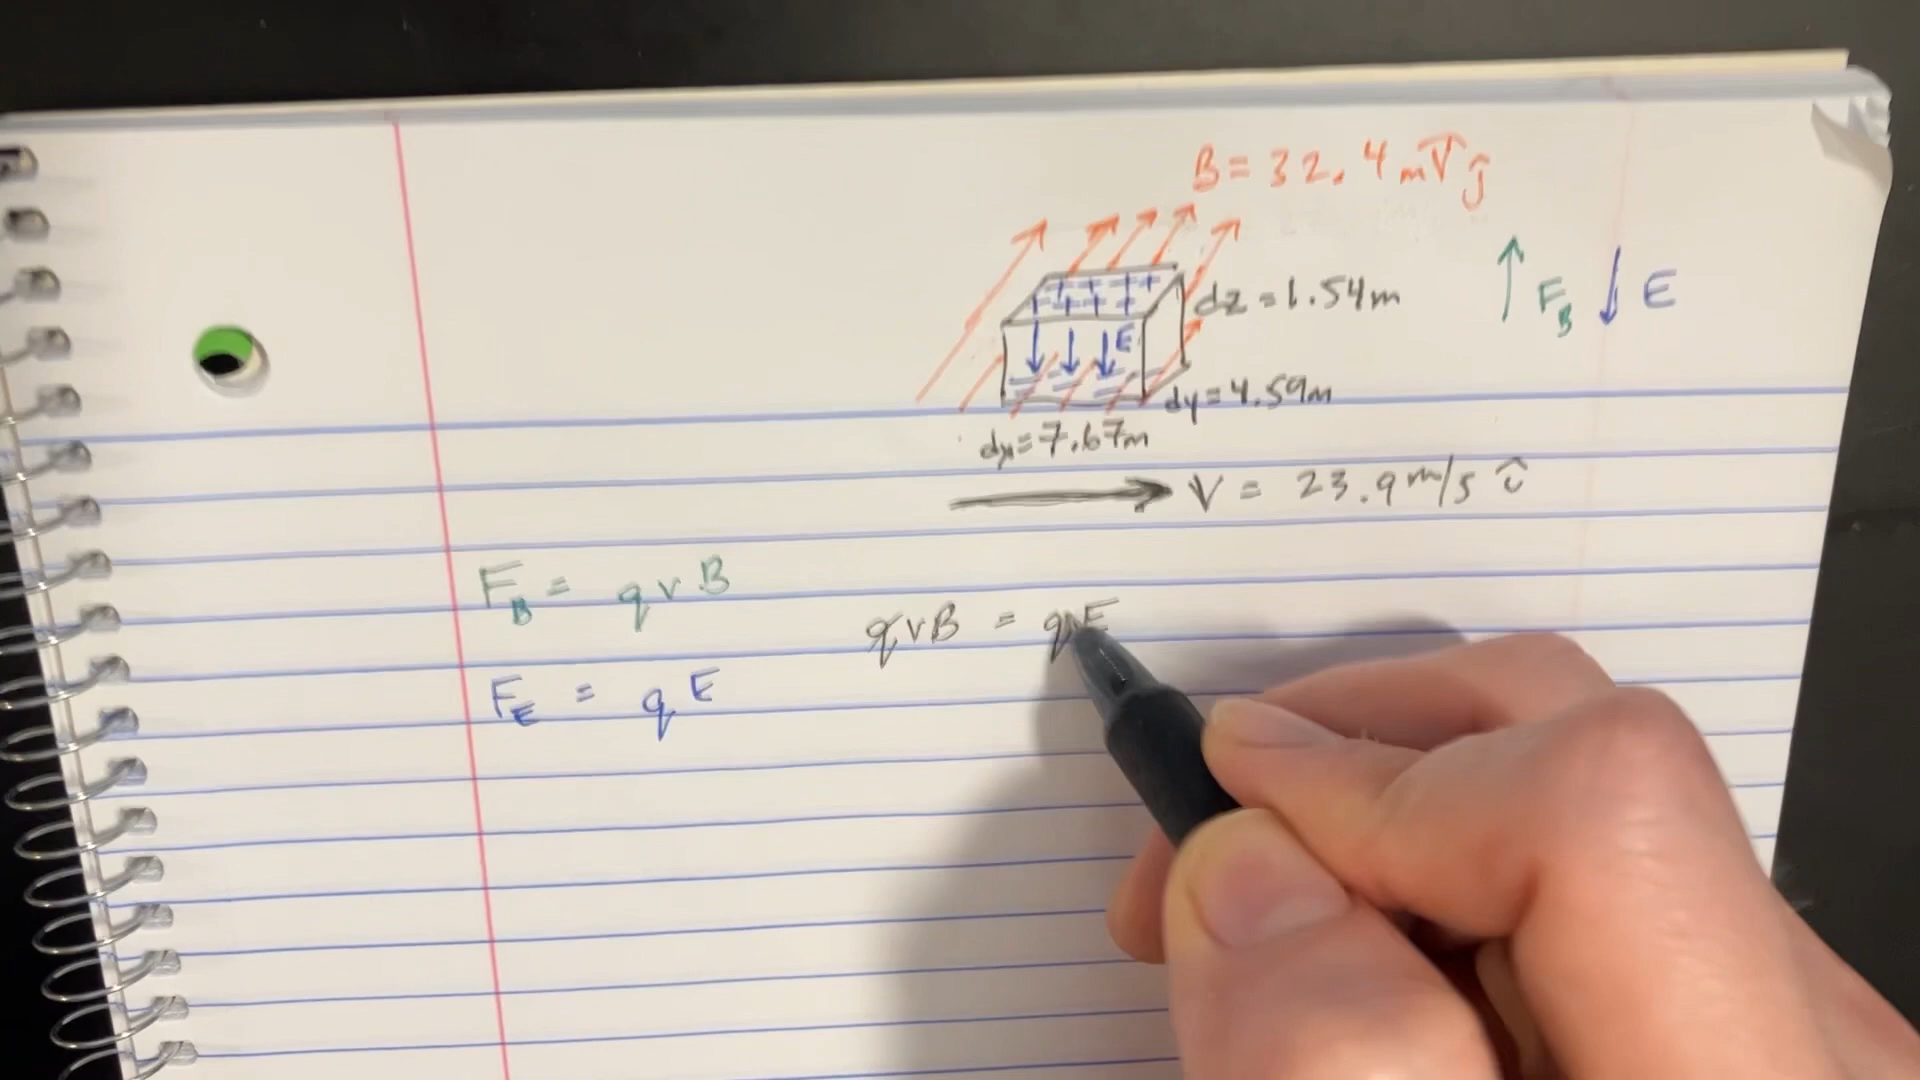 B = 32.4 mT ĵ
dz = 1.54m
F_B E
E
dy = 4.59m
dx = 7.67m
V = 23.9 m/s î
F_B = qvB
qvB = qE
F_E = qE